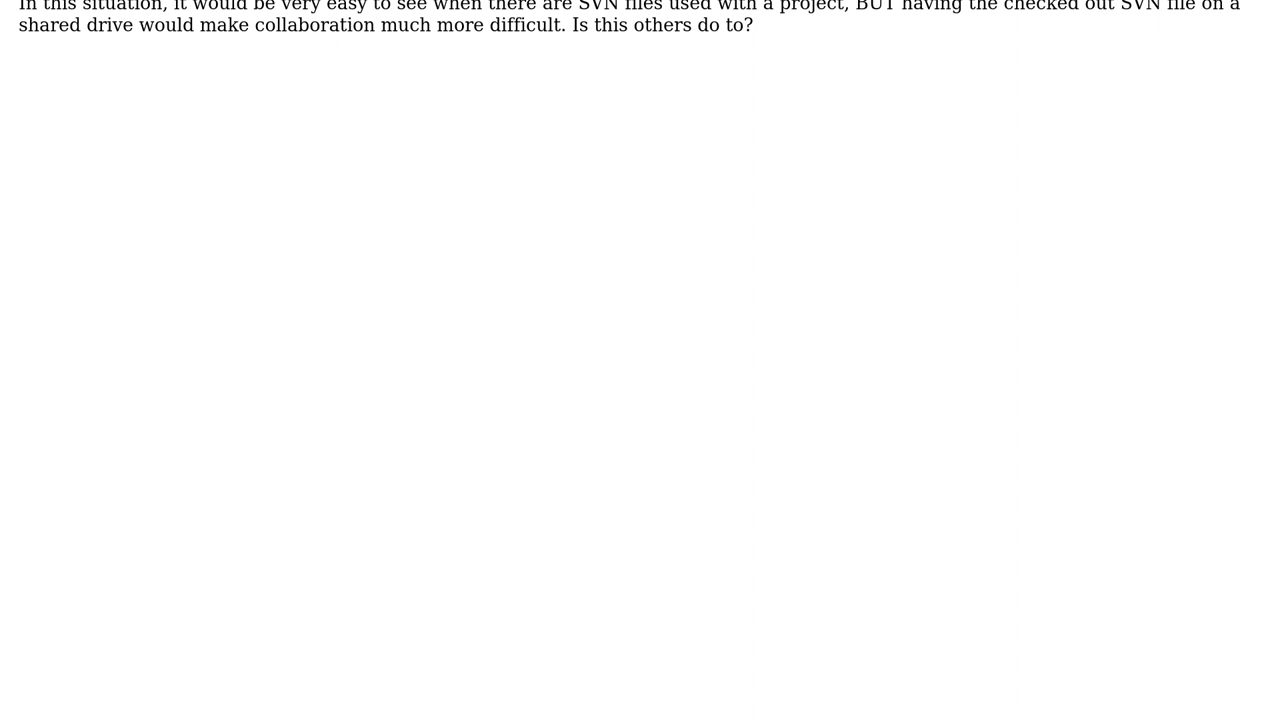 In this situation, it would be very easy to see when there are SVN files used with a project, BUT having the checked out SVN file on a
shared drive would make collaboration much more difficult. Is this others do to?